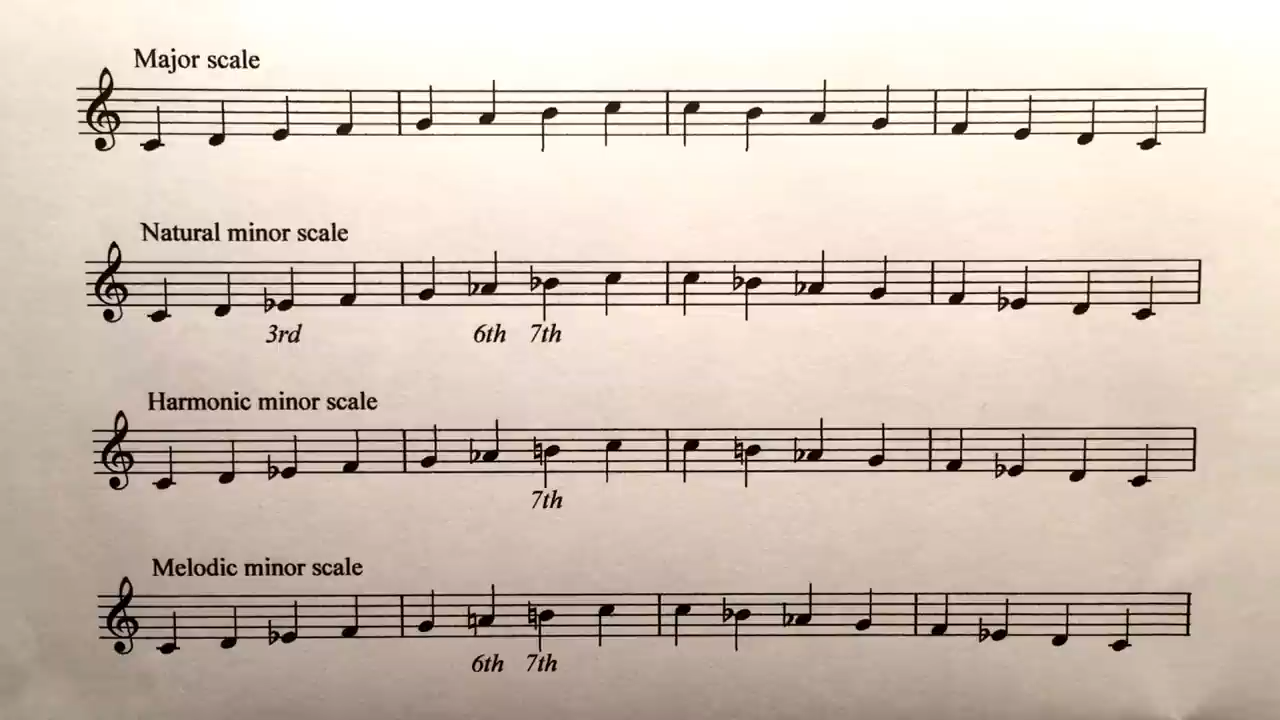 Major scale
Natural minor scale
3rd 6th 7th
Harmonic minor scale
7th
Melodic minor scale
6th 7th